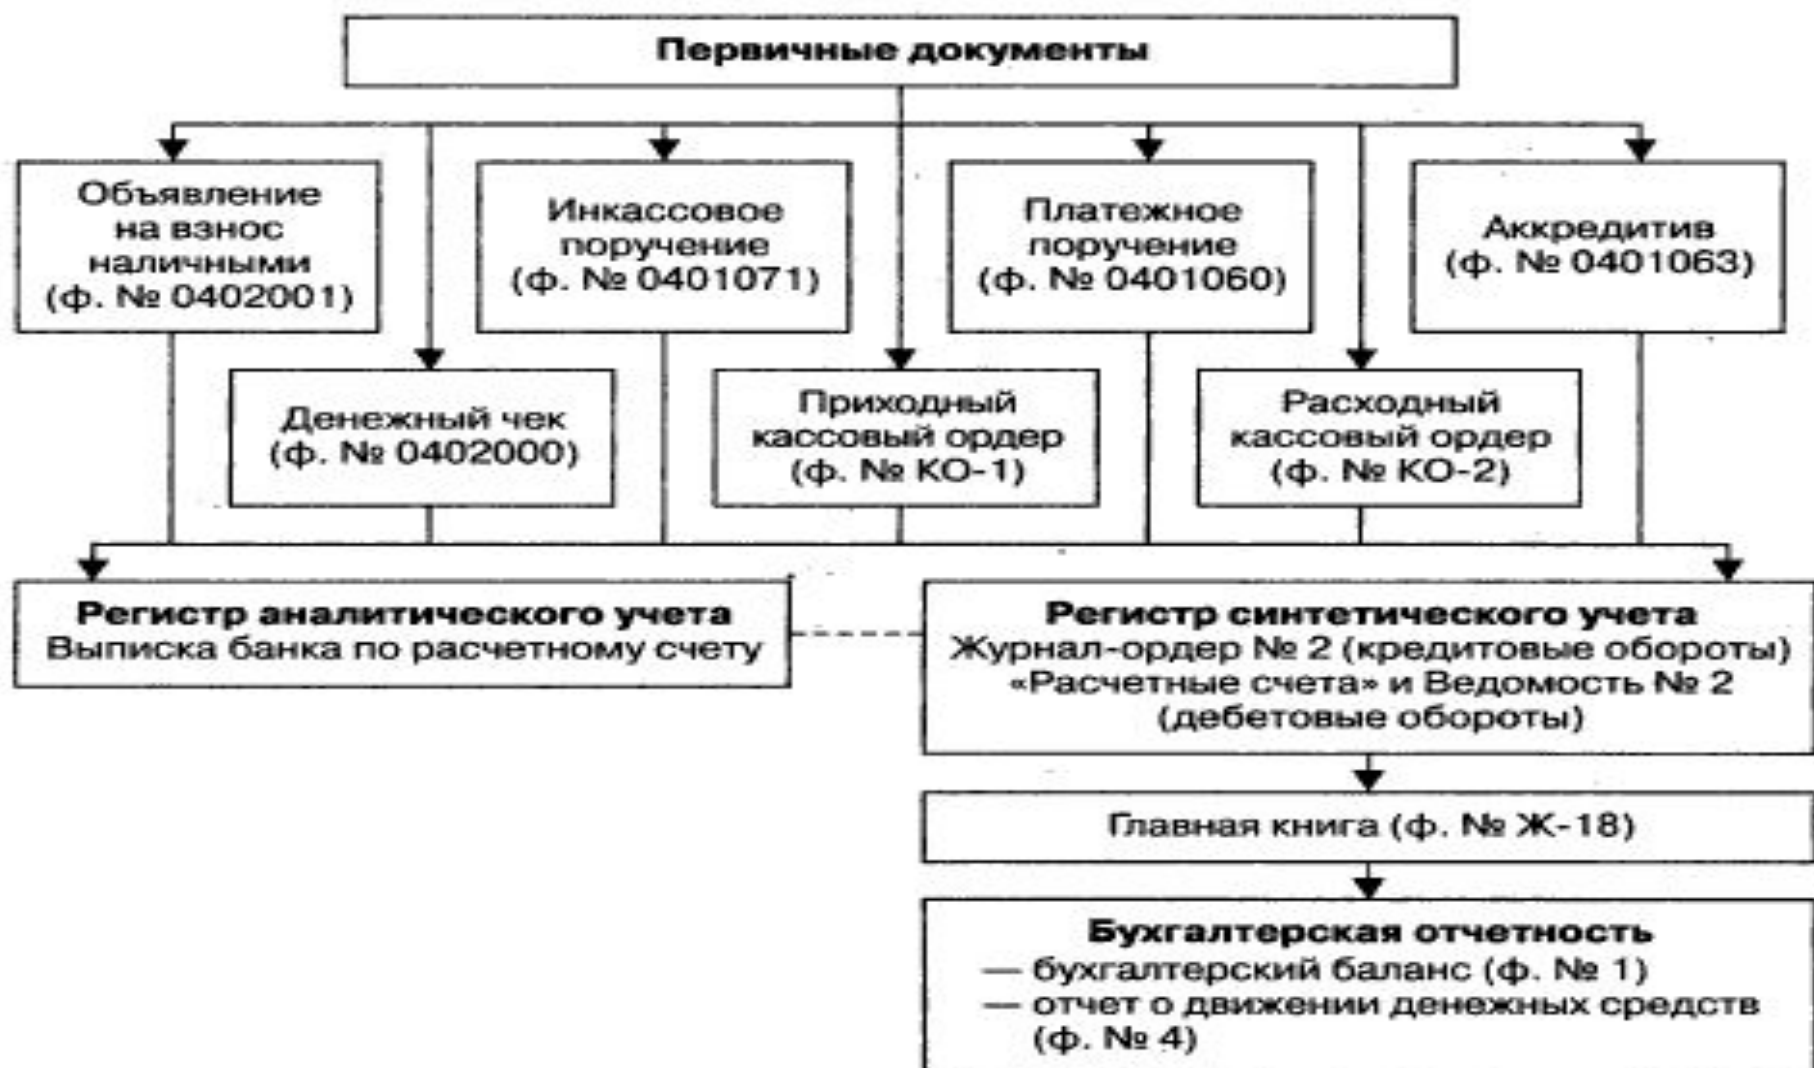 Первичные документы
Объявление
на взнос
наличными
(ф. № 0402001)
Инкассовое
поручение
(ф. № 0401071)
Платежное
поручение
(ф. № 0401060)
Аккредитив
(ф. № 0401063)
Денежный чек
(ф. № 0402000)
Приходный
кассовый ордер
(ф. № КО-1)
Расходный
кассовый ордер
(ф. № КО-2)
Регистр аналитического учета
Выписка банка по расчетному счету
Регистр синтетического учета
Журнал-ордер № 2 (кредитовые обороты)
«Расчетные счета» и Ведомость № 2
(дебетовые обороты)
Главная книга (ф. № Ж-18)
Бухгалтерская отчетность
— бухгалтерский баланс (ф. № 1)
— отчет о движении денежных средств
(ф. № 4)